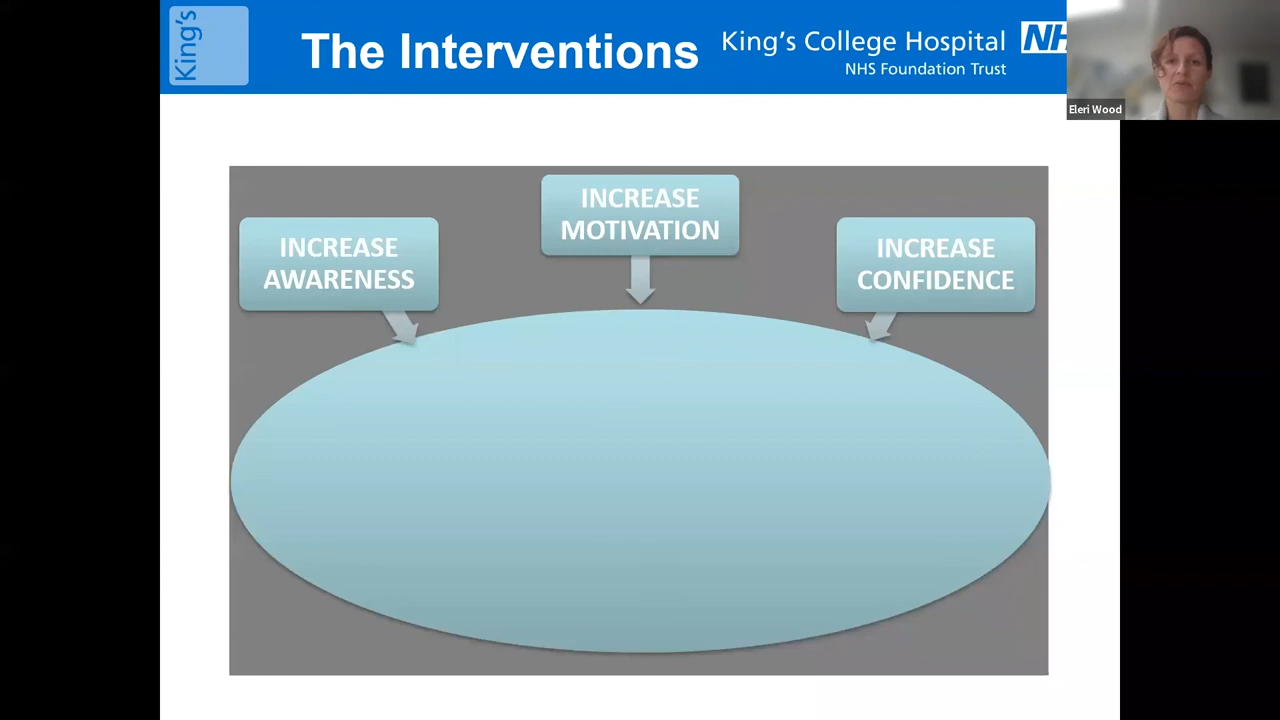 King's
The Interventions
King's College Hospital
NHS Foundation Trust
Eleri Wood
INCREASE
MOTIVATION
INCREASE
AWARENESS
INCREASE
CONFIDENCE